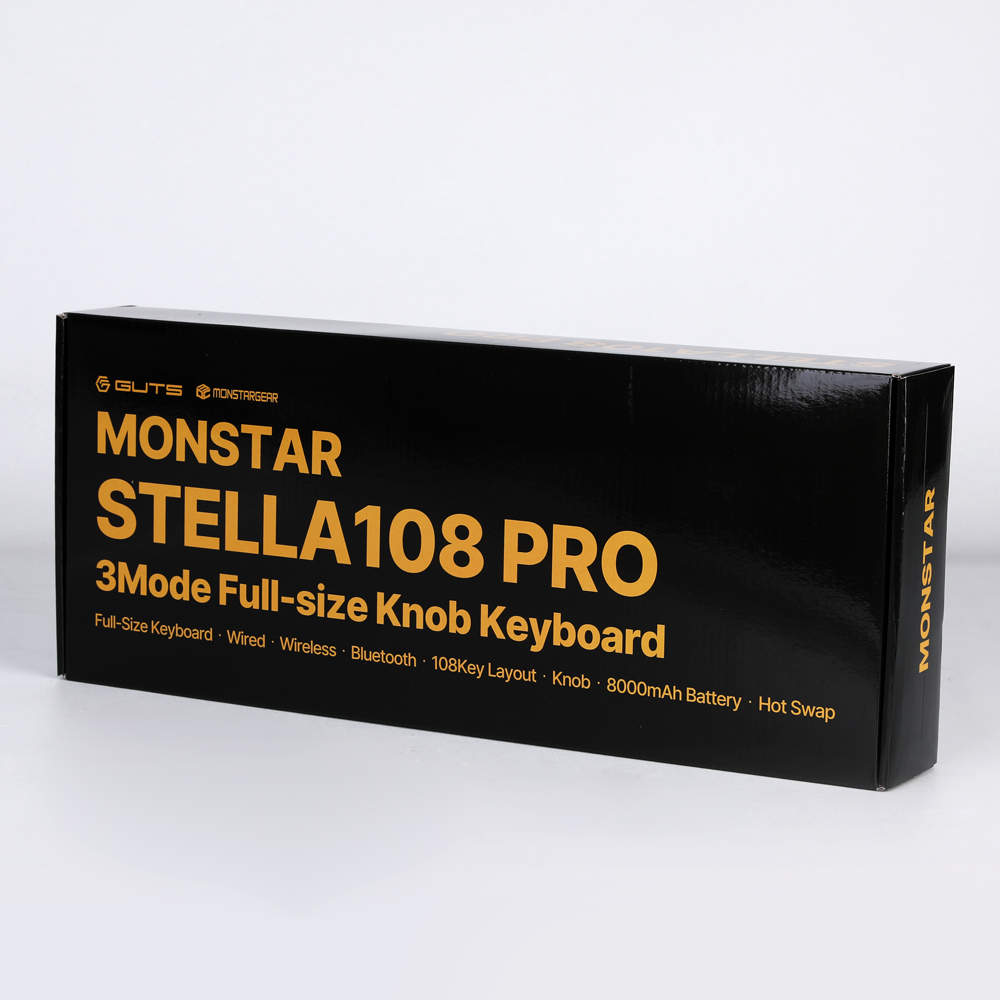 GUTS MONSTARGEAR
MONSTAR
STELLA108 PRO
3Mode Full-size Knob Keyboard
Full-Size Keyboard · Wired · Wireless · Bluetooth · 108Key Layout · Knob · 8000mAh Battery · Hot Swap
MONSTAR